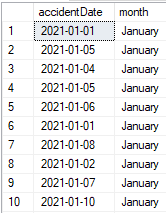 accidentDate month
1 2021-01-01 January
2 2021-01-05 January
3 2021-01-04 January
4 2021-01-05 January
5 2021-01-06 January
6 2021-01-01 January
7 2021-01-08 January
8 2021-01-02 January
9 2021-01-07 January
10 2021-01-10 January